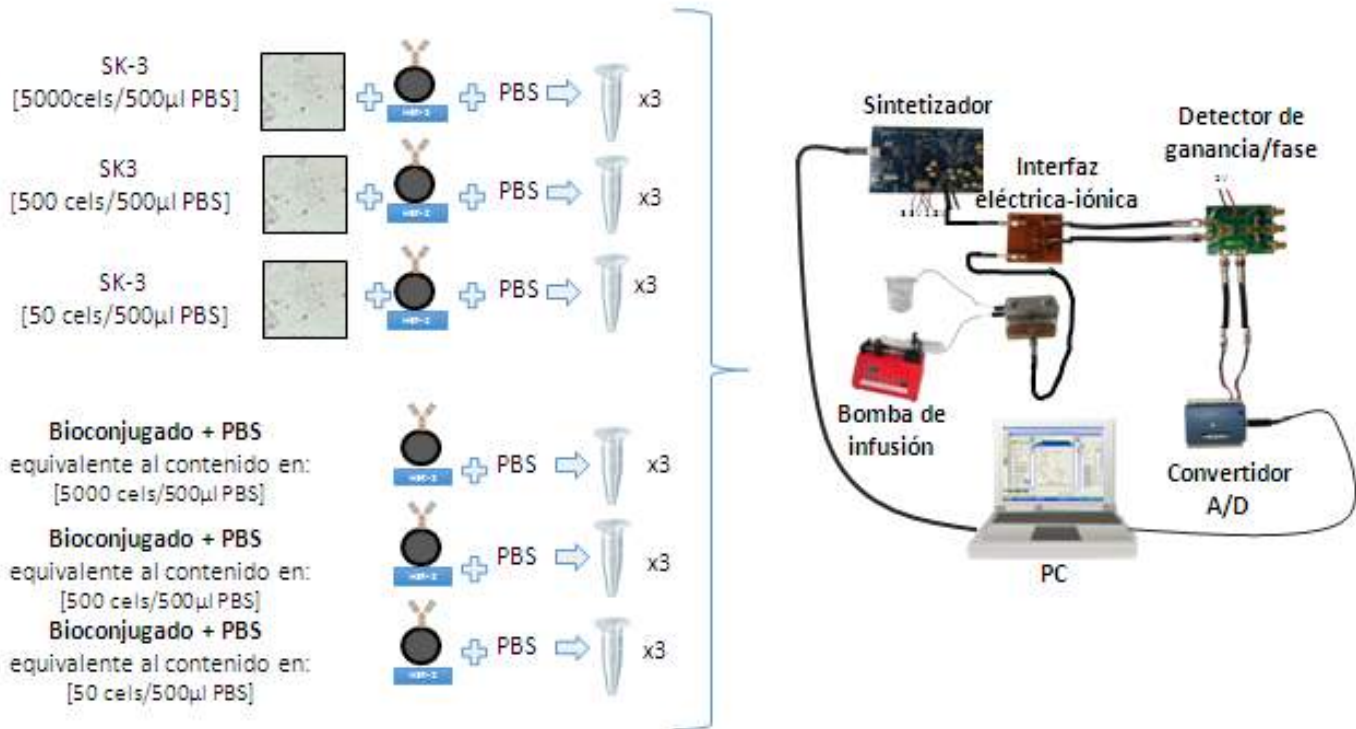 SK-3
[5000cels/500µl PBS]
PBS
x3
SK3
[500 cels/500µl PBS]
PBS
x3
SK-3
[50 cels/500µl PBS]
PBS
x3
Bioconjugado + PBS
equivalente al contenido en:
[5000 cels/500µl PBS]
PBS
x3
Bioconjugado + PBS
equivalente al contenido en:
[500 cels/500µl PBS]
PBS
x3
Bioconjugado + PBS
equivalente al contenido en:
[50 cels/500µl PBS]
PBS
x3
Sintetizador
Interfaz
eléctrica-iónica
Detector de
ganancia/fase
Bomba de
infusión
Convertidor
A/D
PC